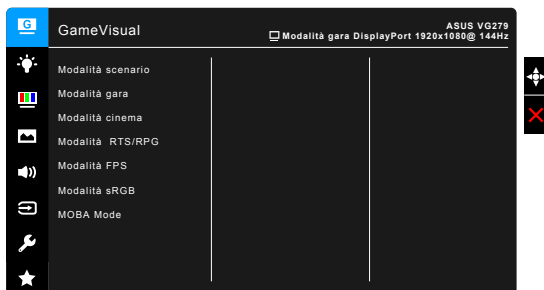 G
GameVisual
ASUS VG279
Modalità gara DisplayPort 1920x1080@ 144Hz
Modalità scenario
Modalità gara
Modalità cinema
Modalità RTS/RPG
Modalità FPS
Modalità sRGB
MOBA Mode